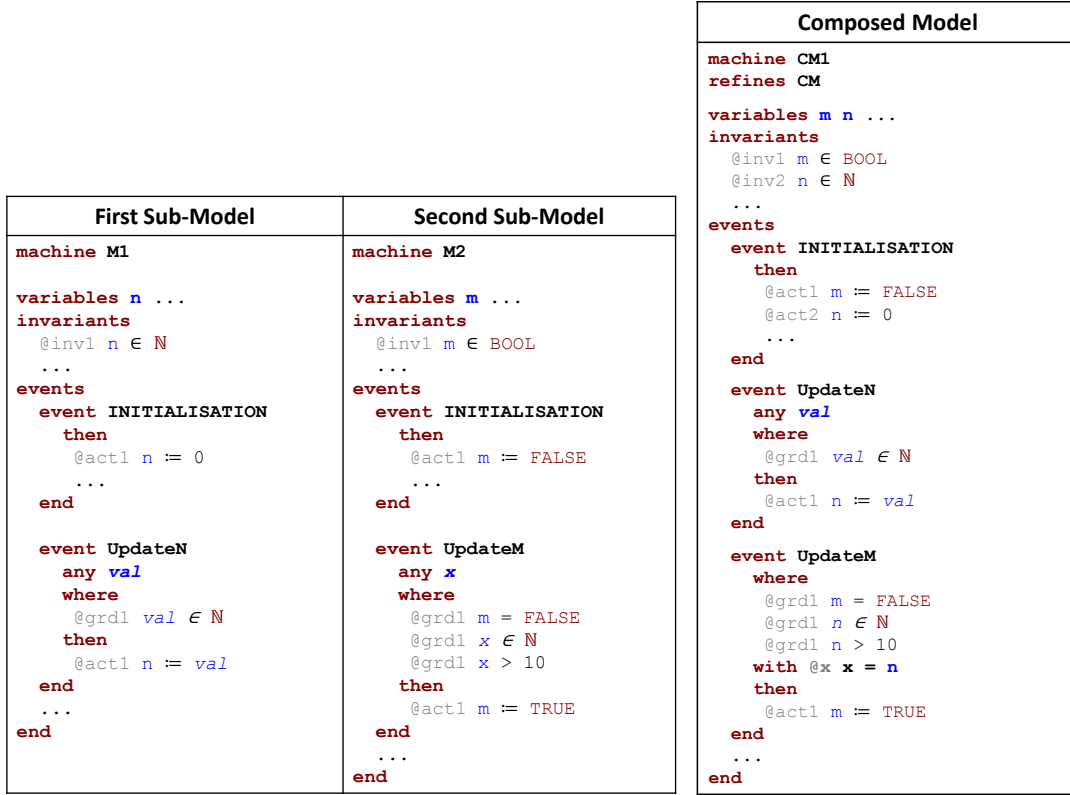 First Sub-Model
machine M1
variables n ...
invariants
@inv1 n ∈ ℕ
...
events
event INITIALISATION
then
@act1 n ≔ 0
...
end
event UpdateN
any val
where
@grd1 val ∈ ℕ
then
@act1 n ≔ val
end
...
end
Second Sub-Model
machine M2
variables m ...
invariants
@inv1 m ∈ BOOL
...
events
event INITIALISATION
then
@act1 m ≔ FALSE
...
end
event UpdateM
any x
where
@grd1 m = FALSE
@grd1 x ∈ ℕ
@grd1 x > 10
then
@act1 m ≔ TRUE
end
...
end
Composed Model
machine CM1
refines CM
variables m n ...
invariants
@inv1 m ∈ BOOL
@inv2 n ∈ ℕ
...
events
event INITIALISATION
then
@act1 m ≔ FALSE
@act2 n ≔ 0
...
end
event UpdateN
any val
where
@grd1 val ∈ ℕ
then
@act1 n ≔ val
end
event UpdateM
where
@grd1 m = FALSE
@grd1 n ∈ ℕ
@grd1 n > 10
with @x x = n
then
@act1 m ≔ TRUE
end
...
end